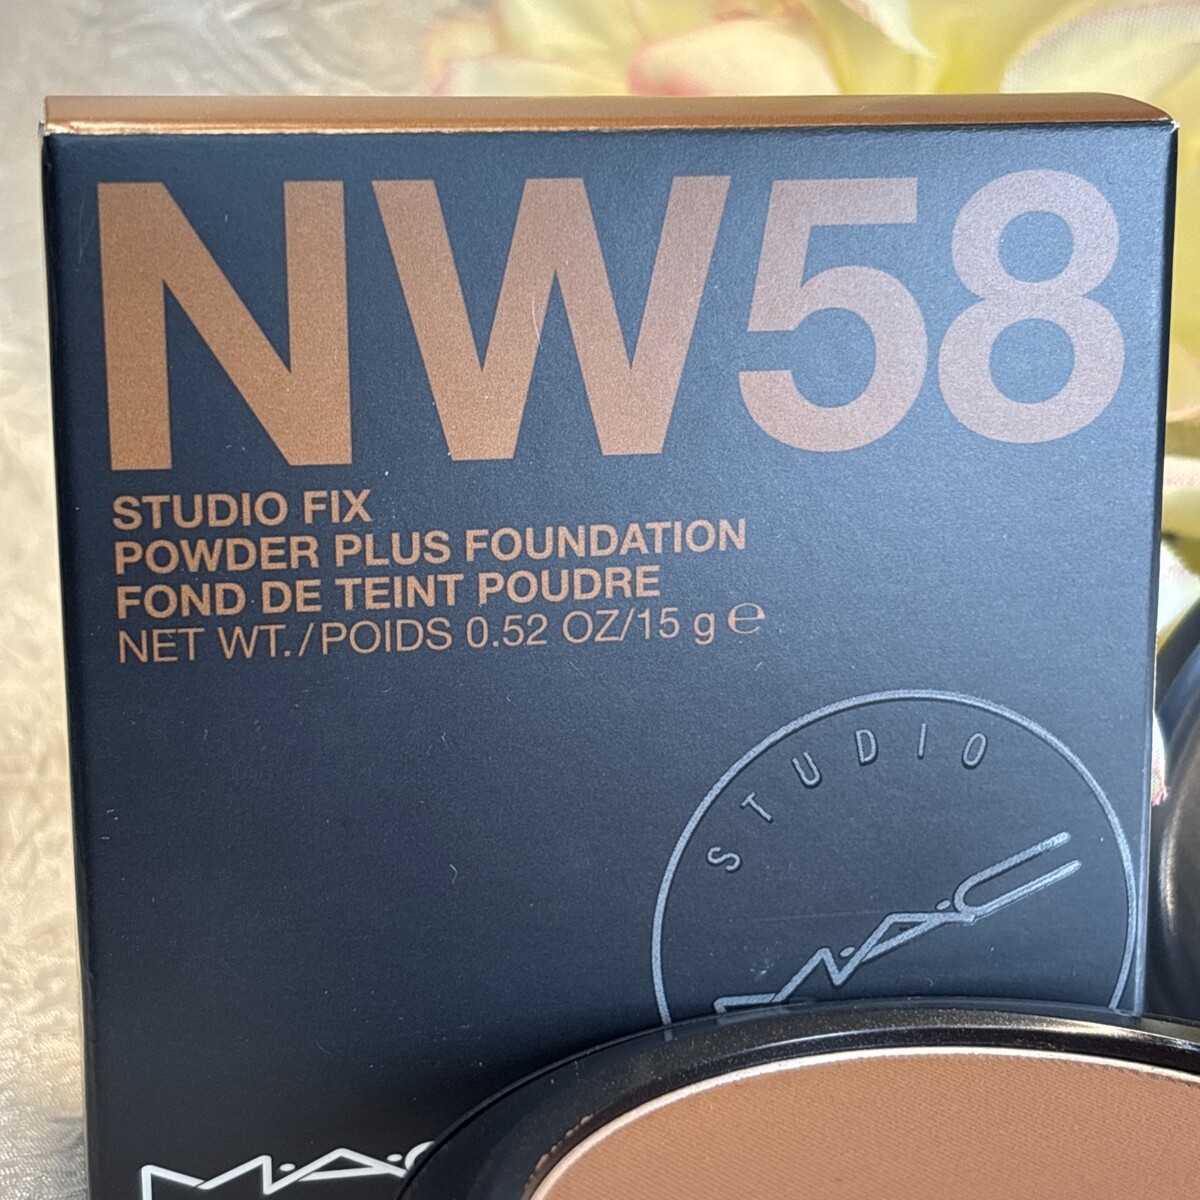 NW58
STUDIO FIX
POWDER PLUS FOUNDATION
FOND DE TEINT POUDRE
NET WT./POIDS 0.52 OZ/15 g ℮
STUDIO
M·A·C
M·A·C